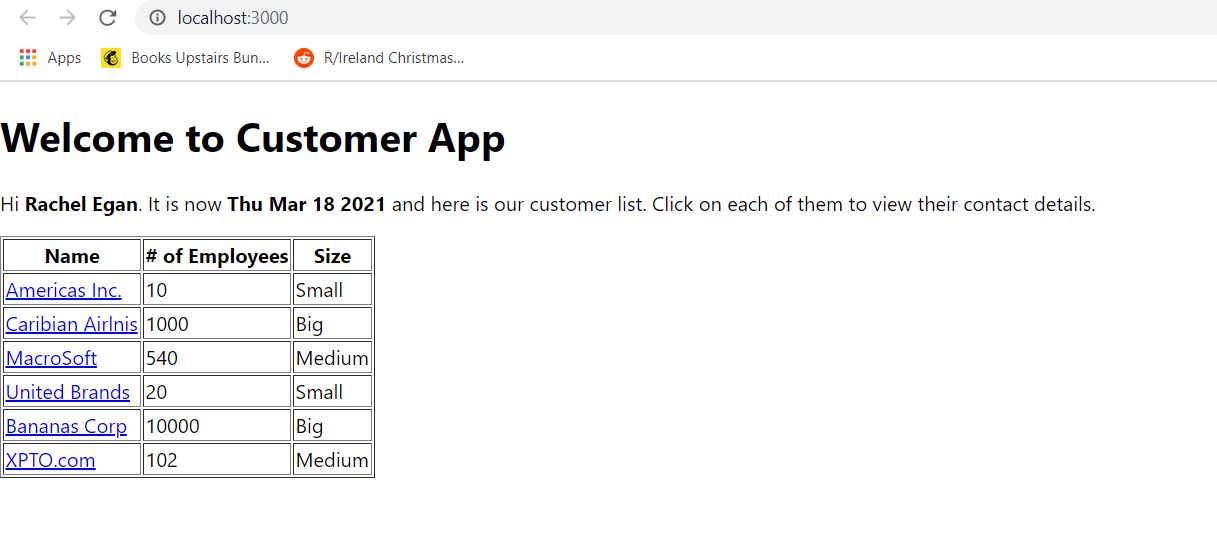 localhost:3000
Apps Books Upstairs Bun... R/Ireland Christmas...
Welcome to Customer App
Hi Rachel Egan. It is now Thu Mar 18 2021 and here is our customer list. Click on each of them to view their contact details.
Name # of Employees Size
Americas Inc. 10 Small
Caribian Airlnis 1000 Big
MacroSoft 540 Medium
United Brands 20 Small
Bananas Corp 10000 Big
XPTO.com 102 Medium